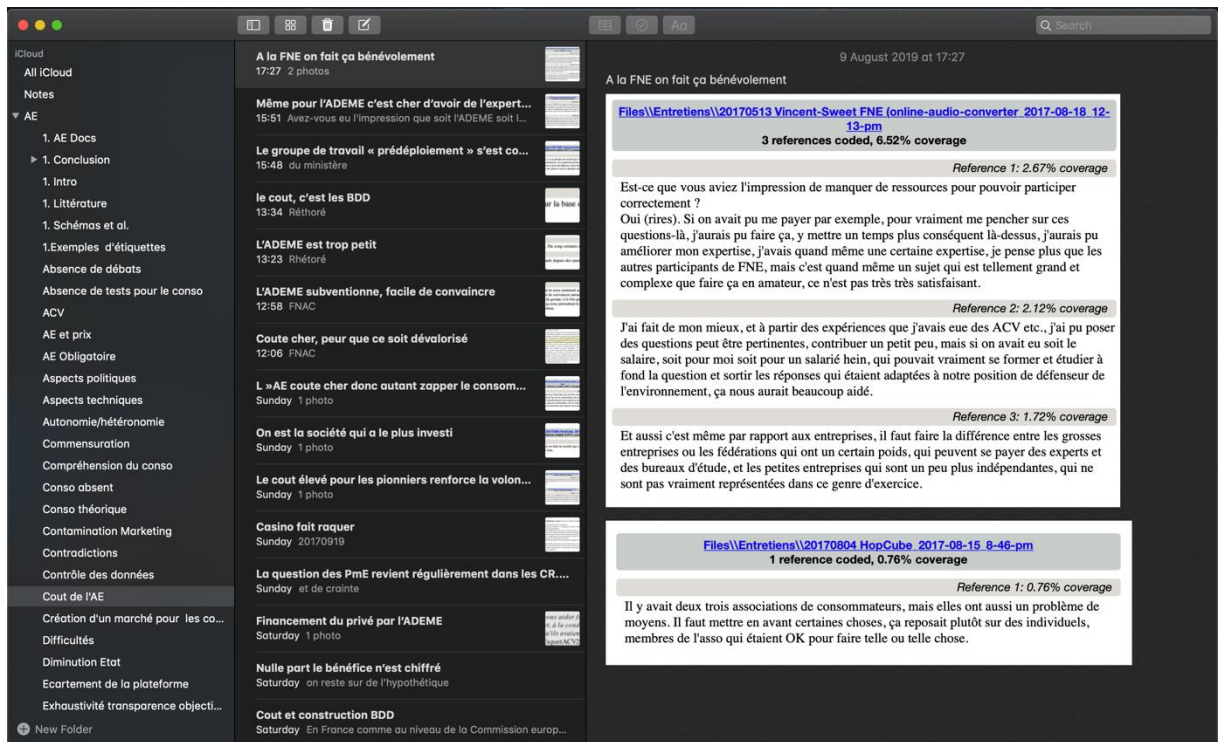 Search
iCloud
All iCloud
Notes
AE
1. AE Docs
1. Conclusion
1. Intro
1. Littérature
1. Schémas et al.
1.Exemples d'étiquettes
Absence de débats
Absence de tests pour le conso
ACV
AE et prix
AE Obligatoire
Aspects politiques
Aspects techniques
Autonomie/hétéronomie
Commensuration
Compréhension du conso
Conso absent
Conso théorique
Contamination Marketing
Contradictions
Contrôle des données
Cout de l'AE
Création d'un marché pour les co...
Difficultés
Diminution Etat
Ecartement de la plateforme
Exhaustivité transparence objecti...
New Folder
A la FNE on fait ça bénévolement
17:27 2 photos
Même pour l'ADEME c'est cher d'avoir de l'expert...
15:51 Avez-vous eu l'impression que soit l'ADEME soit l...
Le groupe de travail « prédéploiement » s'est co...
15:48 du ministère
le cout, c'est les BDD
13:34 Réthoré
L'ADEME est trop petit
13:23 Rhétoré
L'ADEME subventionne, facile de convaincre
12:58 FNAC
Coute cher, peur que ce soit dévalorisé
12:06 FNAC
L »AE coute cher donc autant zapper le consom...
Sunday 1 photo
On est la société qui a le plus investi
Sunday 1 photo
Le cout élevé pour les pionniers renforce la volon...
Sunday 1 photo
Casino fait raquer
Sunday 20170919
La question des PmE revient régulièrement dans les CR....
Sunday et de crainte
Financement du privé par l'ADEME
Saturday 1 photo
Nulle part le bénéfice n'est chiffré
Saturday on reste sur de l'hypothétique
Cout et construction BDD
Saturday En France comme au niveau de la Commission europ...
9 August 2019 at 17:27
A la FNE on fait ça bénévolement
Files\\Entretiens\\20170513 Vincent-Sweet FNE (online-audio-converter_2017-08-18_12-
13-pm
3 references coded, 6.52% coverage
Reference 1: 2.67% coverage
Est-ce que vous aviez l'impression de manquer de ressources pour pouvoir participer
correctement ?
Oui (rires). Si on avait pu me payer par exemple, pour vraiment me pencher sur ces
questions-là, j'aurais pu faire ça, y mettre un temps plus conséquent là-dessus, j'aurais pu
améliorer mon expertise, j'avais quand même une certaine expertise, je pense plus que les
autres participants de FNE, mais c'est quand même un sujet qui est tellement grand et
complexe que faire ça en amateur, ce n'est pas très très satisfaisant.
Reference 2: 2.12% coverage
J'ai fait de mon mieux, et à partir des expériences que j'avais eue des ACV etc., j'ai pu poser
des questions peut être pertinentes, contribuer un petit peu, mais si on avait eu soit le
salaire, soit pour moi soit pour un salarié hein, qui pouvait vraiment se former et étudier à
fond la question et sortir les réponses qui étaient adaptées à notre position de défenseur de
l'environnement, ça nous aurait beaucoup aidé.
Reference 3: 1.72% coverage
Et aussi c'est même par rapport aux entreprises, il faut faire la différence entre les grosses
entreprises ou les fédérations qui ont un certain poids, qui peuvent se payer des experts et
des bureaux d'étude, et les petites entreprises qui sont un peu plus indépendantes, qui ne
sont pas vraiment représentées dans ce genre d'exercice.
Files\\Entretiens\\20170804 HopCube_2017-08-15_8-46-pm
1 reference coded, 0.76% coverage
Reference 1: 0.76% coverage
Il y avait deux trois associations de consommateurs, mais elles ont aussi un problème de
moyens. Il faut mettre en avant certaines choses, ça reposait plutôt sur des individuels,
membres de l'asso qui étaient OK pour faire telle ou telle chose.